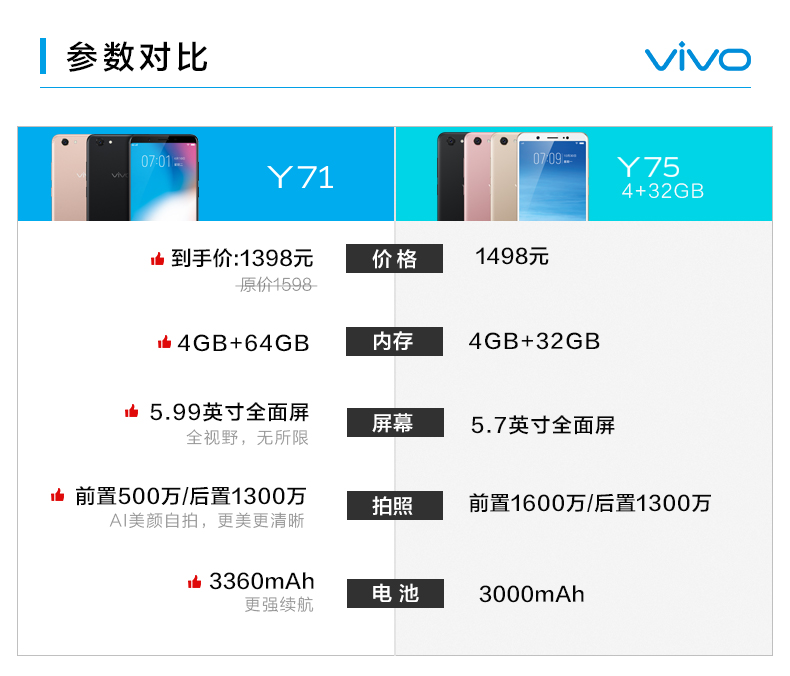 参数对比
vivo
07:01
Y71
07:09
Y75
4+32GB
到手价:1398元
原价1598
价格
1498元
4GB+64GB
内存
4GB+32GB
5.99英寸全面屏
全视野，无所限
屏幕
5.7英寸全面屏
前置500万/后置1300万
AI美颜自拍，更美更清晰
拍照
前置1600万/后置1300万
3360mAh
更强续航
电池
3000mAh